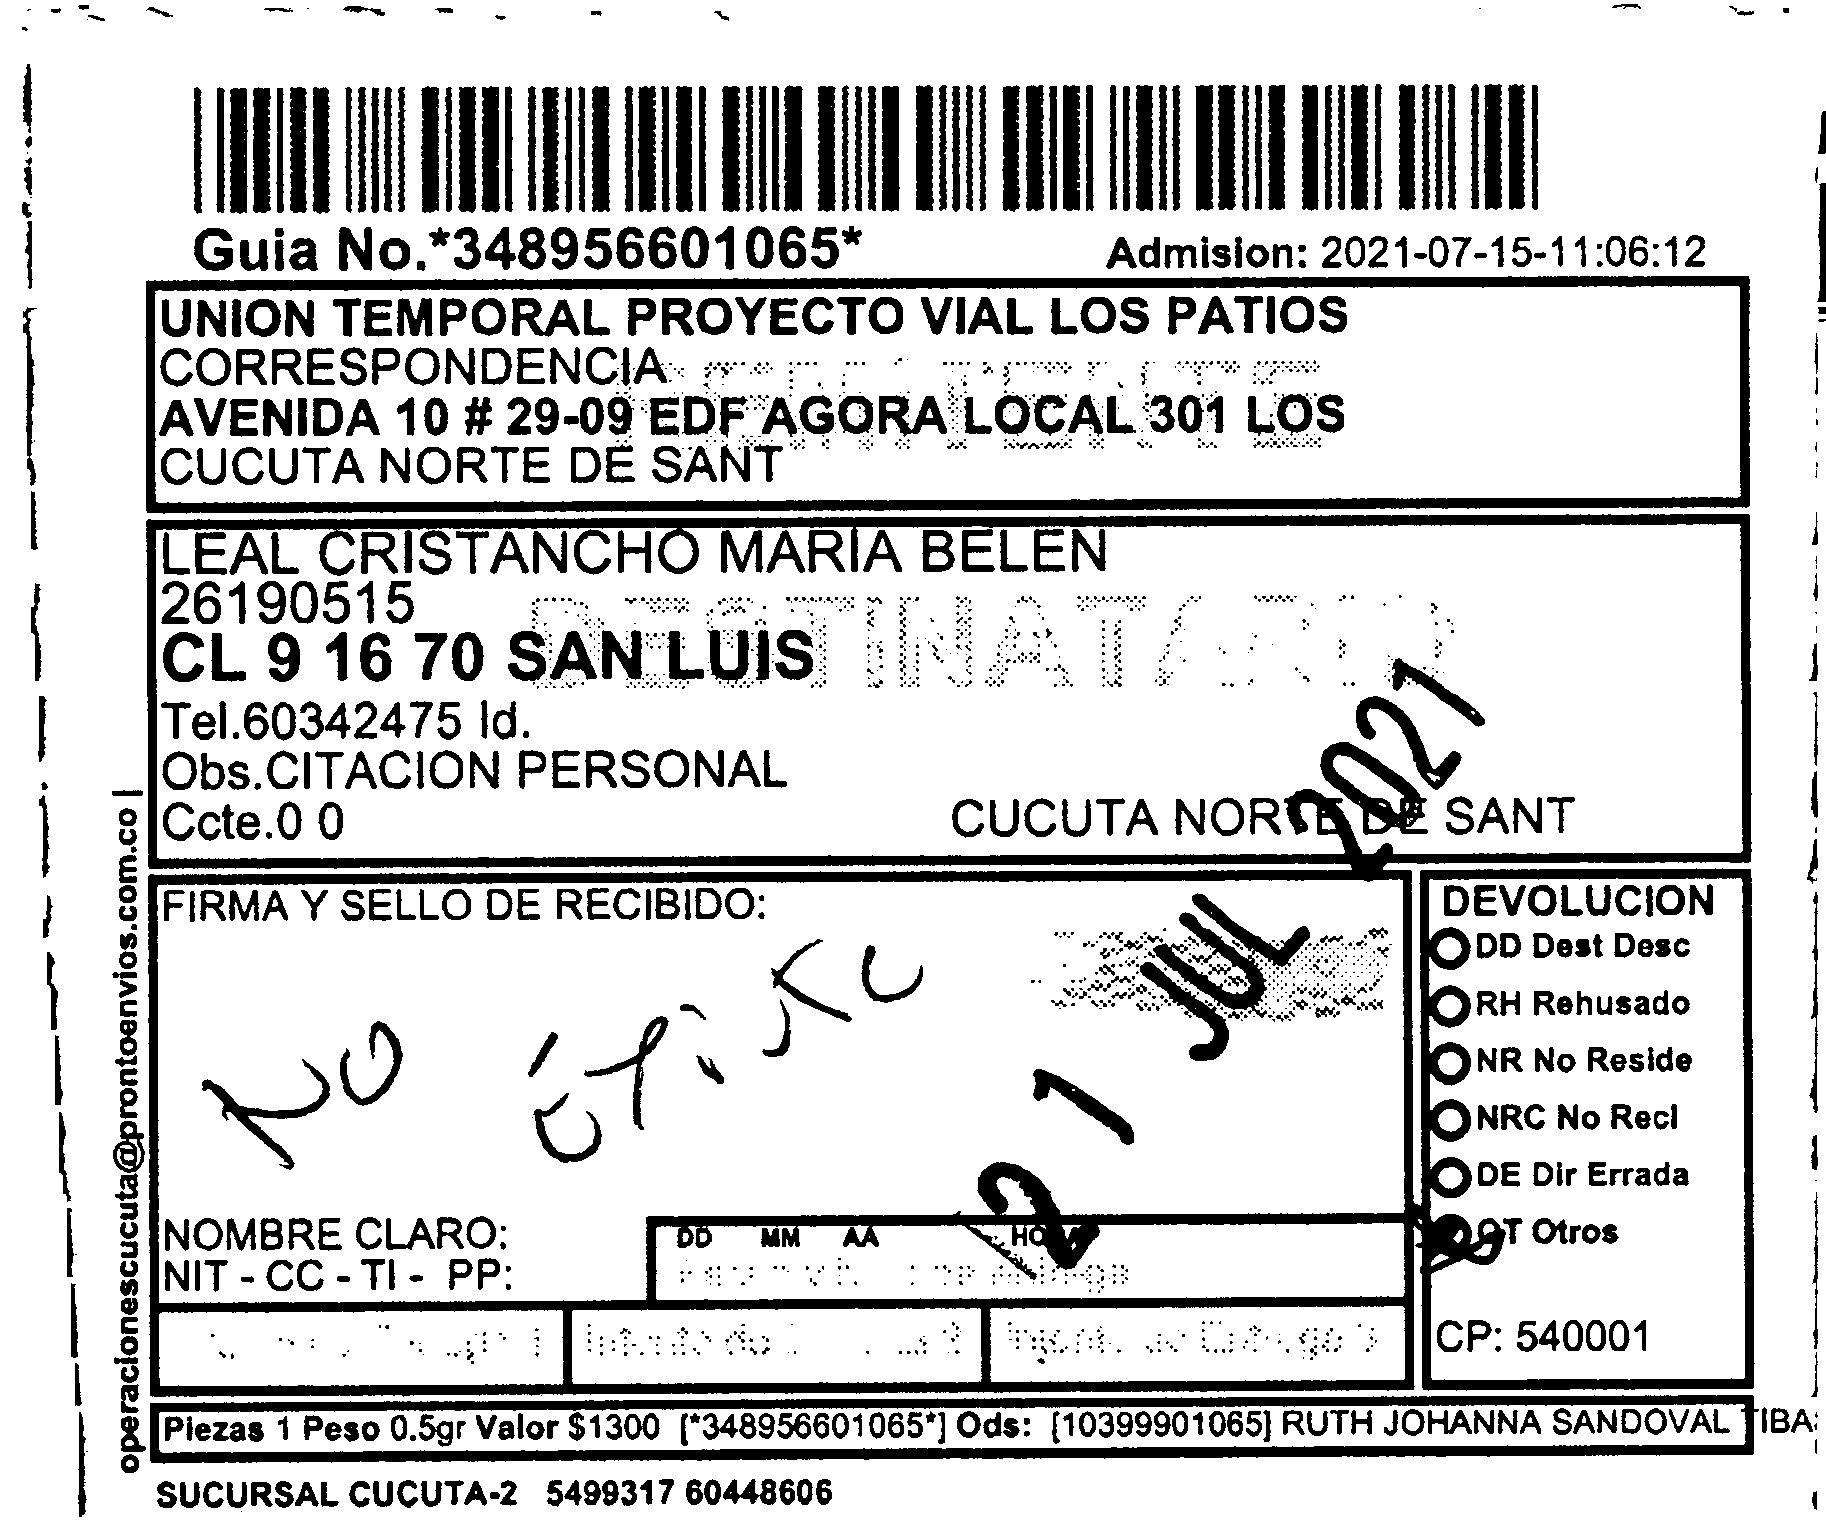 Guia No.*348956601065*
Admision: 2021-07-15-11:06:12
UNION TEMPORAL PROYECTO VIAL LOS PATIOS
CORRESPONDENCIA
REMITENTE
AVENIDA 10 # 29-09 EDF AGORA LOCAL 301 LOS
CUCUTA NORTE DE SANT
LEAL CRISTANCHO MARIA BELEN
26190515
DESTINATARIO
CL 9 16 70 SAN LUIS
Tel.60342475 Id.
Obs.CITACION PERSONAL
Ccte.0 0
CUCUTA NORTE DE SANT
FIRMA Y SELLO DE RECIBIDO:
No Existe
21 JUL 2021
NOMBRE CLARO:
NIT - CC - TI - PP:
DD MM AA HORA
DEVOLUCION
DD Dest Desc
RH Rehusado
NR No Reside
NRC No Recl
DE Dir Errada
OT Otros
CP: 540001
Piezas 1 Peso 0.5gr Valor $1300 [*348956601065*] Ods: [10399901065] RUTH JOHANNA SANDOVAL TIBA
SUCURSAL CUCUTA-2 5499317 60448606
operacionescucuta@prontoenvios.com.co |